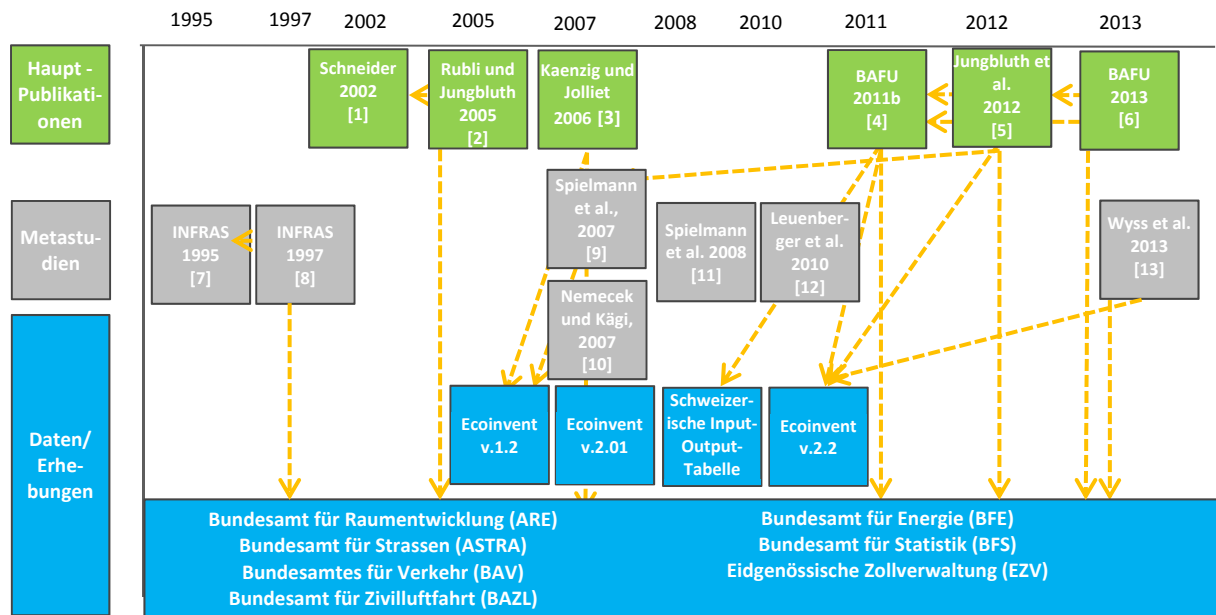 1995 1997 2002 2005 2007 2008 2010 2011 2012 2013
Haupt -
Publikati-
onen
Schneider
2002
[1]
Rubli und
Jungbluth
2005
[2]
Kaenzig und
Jolliet
2006 [3]
BAFU
2011b
[4]
Jungbluth et
al.
2012
[5]
BAFU
2013
[6]
Metastu-
dien
INFRAS
1995
[7]
INFRAS
1997
[8]
Spielmann
et al.,
2007
[9]
Spielmann
et al. 2008
[11]
Leuenber-
ger et al.
2010
[12]
Wyss et al.
2013
[13]
Nemecek
und Kägi,
2007
[10]
Daten/
Erhe-
bungen
Ecoinvent
v.1.2
Ecoinvent
v.2.01
Schweizer-
ische Input-
Output-
Tabelle
Ecoinvent
v.2.2
Bundesamt für Raumentwicklung (ARE)
Bundesamt für Strassen (ASTRA)
Bundesamtes für Verkehr (BAV)
Bundesamt für Zivilluftfahrt (BAZL)
Bundesamt für Energie (BFE)
Bundesamt für Statistik (BFS)
Eidgenössische Zollverwaltung (EZV)